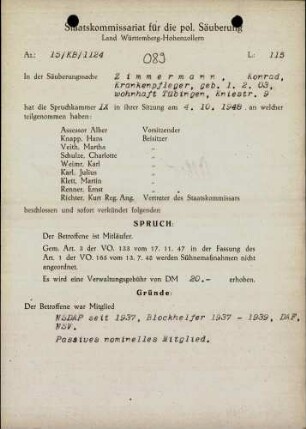 Staatskommissariat für die pol. Säuberung
Land Württemberg-Hohenzollern
Az: 15/KB/1124
089
L: 115
In der Säuberungssache Zimmermann, Konrad,
Krankenpfleger, geb. 1. 2. 03,
wohnhaft Tübingen, 9
hat die Spruchkammer IX in ihrer Sitzung am 4. 10. 1948, an welcher
teilgenommen haben:
Assessor Alber Vorsitzender
Knapp, Hans Beisitzer
Veith, Martha „
Schulze, Charlotte „
Weimr. Karl „
Karl, Julius „
Klett, Martin „
Renner, Ernst „
Richter, Kurt Reg. Ang. Vertreter des Staatskommissars
beschlossen und sofort verkündet folgenden:
SPRUCH:
Der Betroffene ist Mitläufer.
Gem. Art. 3 der VO. 133 vom 17. 11. 47 in der Fassung des
Art. 1 der VO. 165 vom 13. 7. 48 werden Sühnemaßnahmen nicht
angeordnet.
Es wird eine Verwaltungsgebühr von DM 20.- erhoben.
Gründe:
Der Betroffene war Mitglied
NSDAP seit 1937, Blockhelfer 1937 - 1939, DAF,
NSV.
Passives nominelles Mitglied.